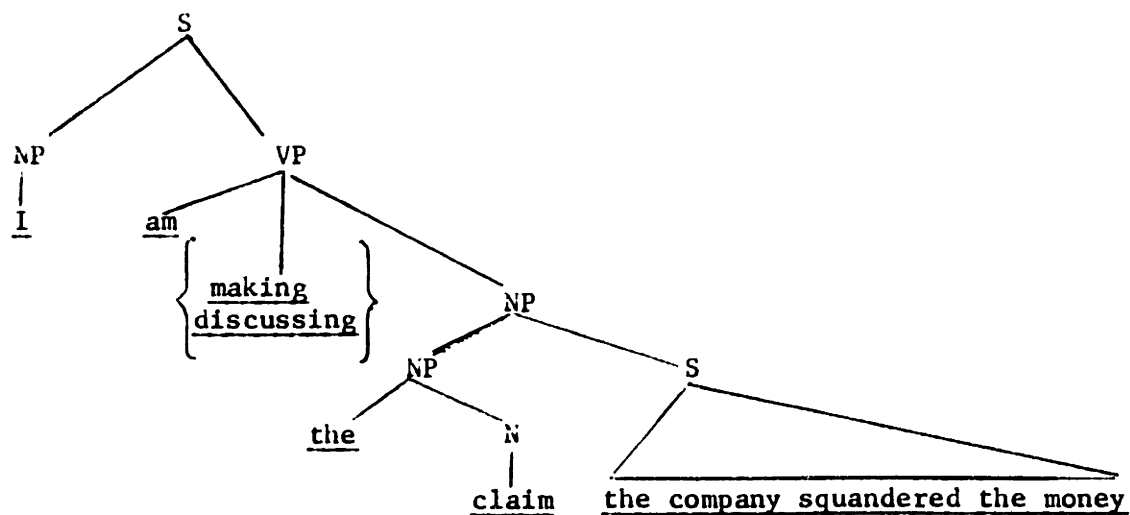 S
NP VP
I am
making
discussing
NP
NP S
the N
claim the company squandered the money